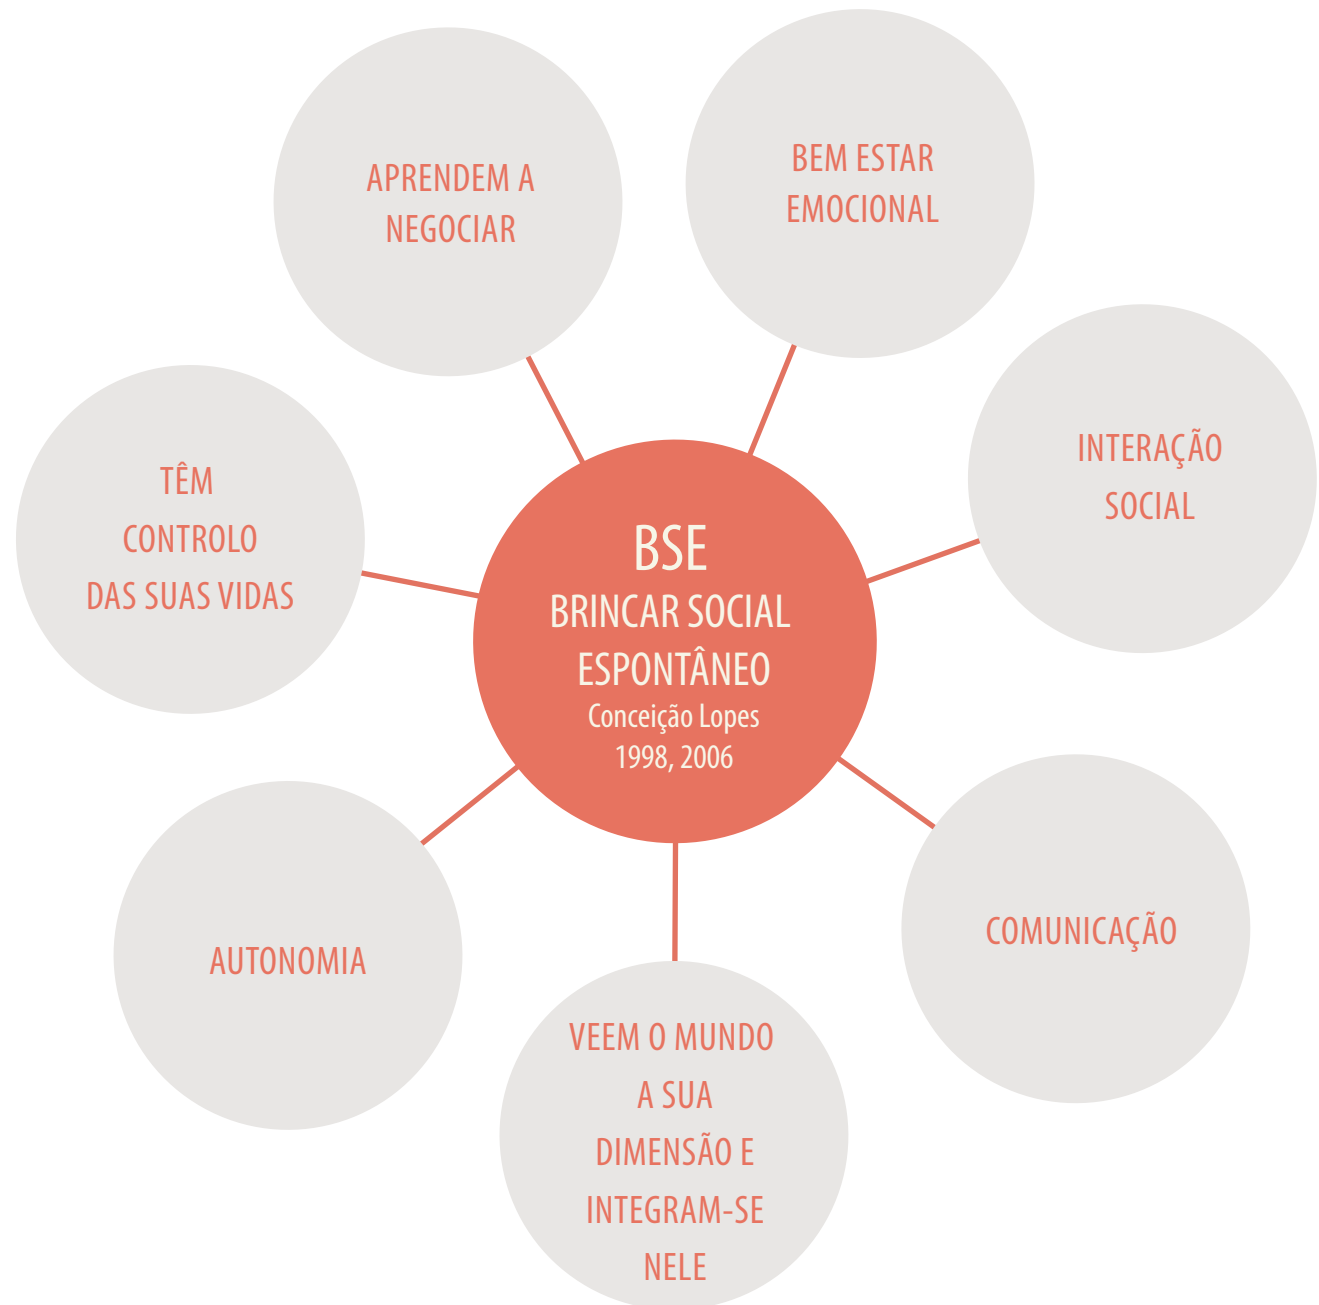 APRENDEM A
NEGOCIAR
BEM ESTAR
EMOCIONAL
INTERAÇÃO
SOCIAL
TÊM
CONTROLO
DAS SUAS VIDAS
BSE
BRINCAR SOCIAL
ESPONTÂNEO
Conceição Lopes
1998, 2006
COMUNICAÇÃO
AUTONOMIA
VEEM O MUNDO
A SUA
DIMENSÃO E
INTEGRAM-SE
NELE